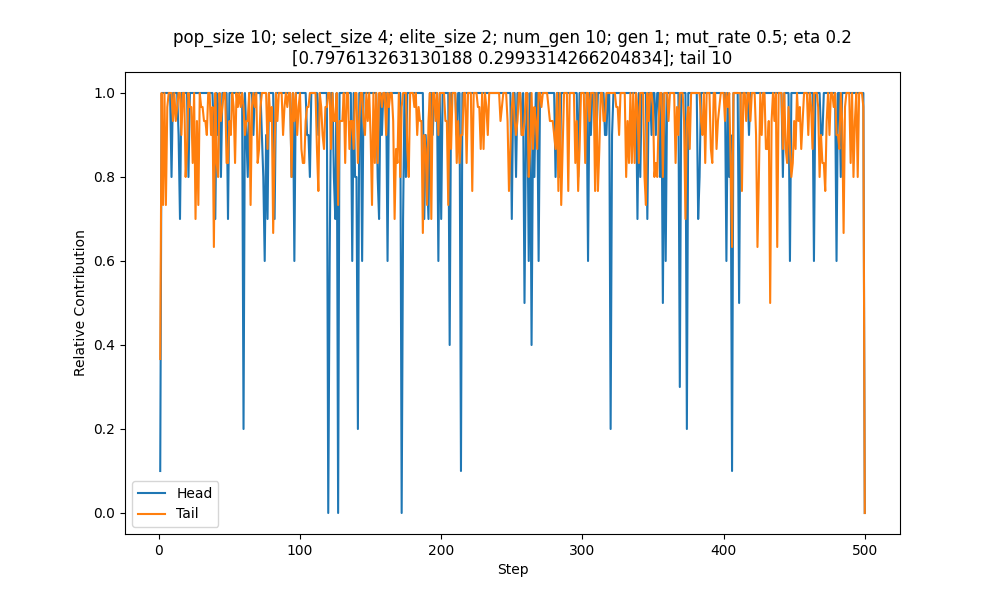 pop_size 10; select_size 4; elite_size 2; num_gen 10; gen 1; mut_rate 0.5; eta 0.2
[0.797613263130188 0.2993314266204834]; tail 10
1.0
0.8
0.6
0.4
0.2
0.0
Relative Contribution
Head
Tail
0
100
200
300
400
500
Step